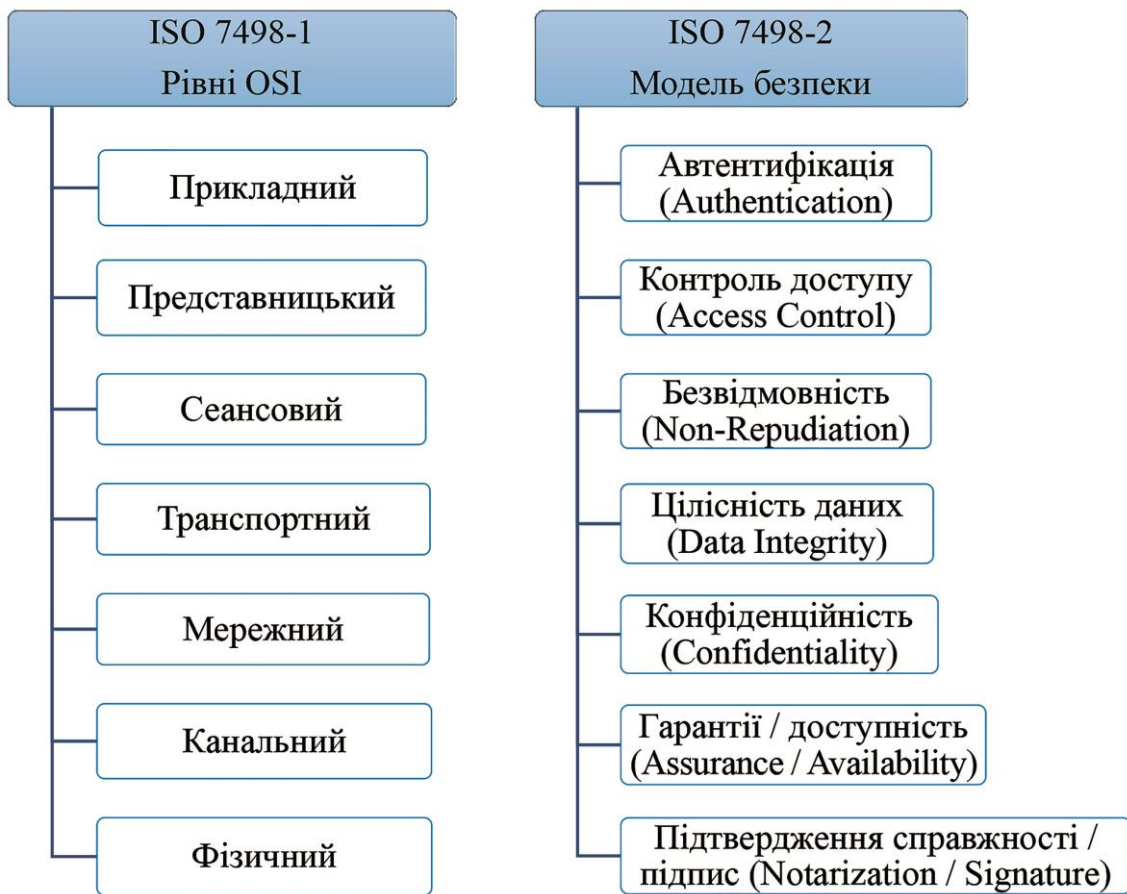 ISO 7498-1
Рівні OSI
Прикладний
Представницький
Сеансовий
Транспортний
Мережний
Канальний
Фізичний
ISO 7498-2
Модель безпеки
Автентифікація
(Authentication)
Контроль доступу
(Access Control)
Безвідмовність
(Non-Repudiation)
Цілісність даних
(Data Integrity)
Конфіденційність
(Confidentiality)
Гарантії / доступність
(Assurance / Availability)
Підтвердження справжності /
підпис (Notarization / Signature)